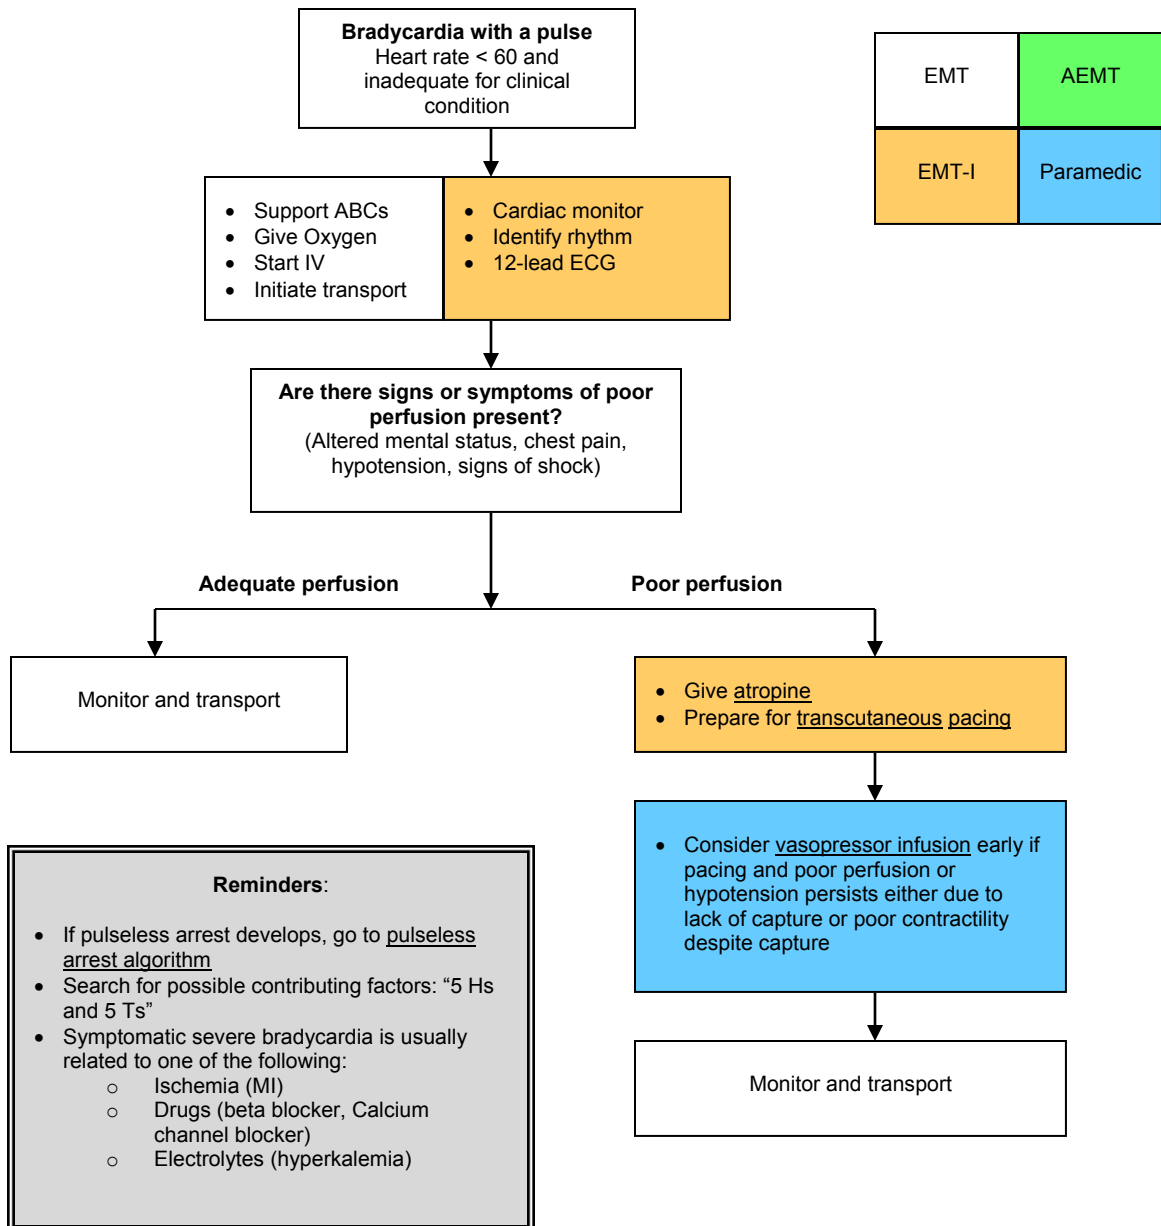 Bradycardia with a pulse
Heart rate < 60 and
inadequate for clinical
condition
EMT
AEMT
EMT-I
Paramedic
• Support ABCs
• Give Oxygen
• Start IV
• Initiate transport
• Cardiac monitor
• Identify rhythm
• 12-lead ECG
Are there signs or symptoms of poor
perfusion present?
(Altered mental status, chest pain,
hypotension, signs of shock)
Adequate perfusion
Poor perfusion
Monitor and transport
• Give atropine
• Prepare for transcutaneous pacing
• Consider vasopressor infusion early if
pacing and poor perfusion or
hypotension persists either due to
lack of capture or poor contractility
despite capture
Monitor and transport
Reminders:
• If pulseless arrest develops, go to pulseless
arrest algorithm
• Search for possible contributing factors: “5 Hs
and 5 Ts”
• Symptomatic severe bradycardia is usually
related to one of the following:
o Ischemia (MI)
o Drugs (beta blocker, Calcium
channel blocker)
o Electrolytes (hyperkalemia)